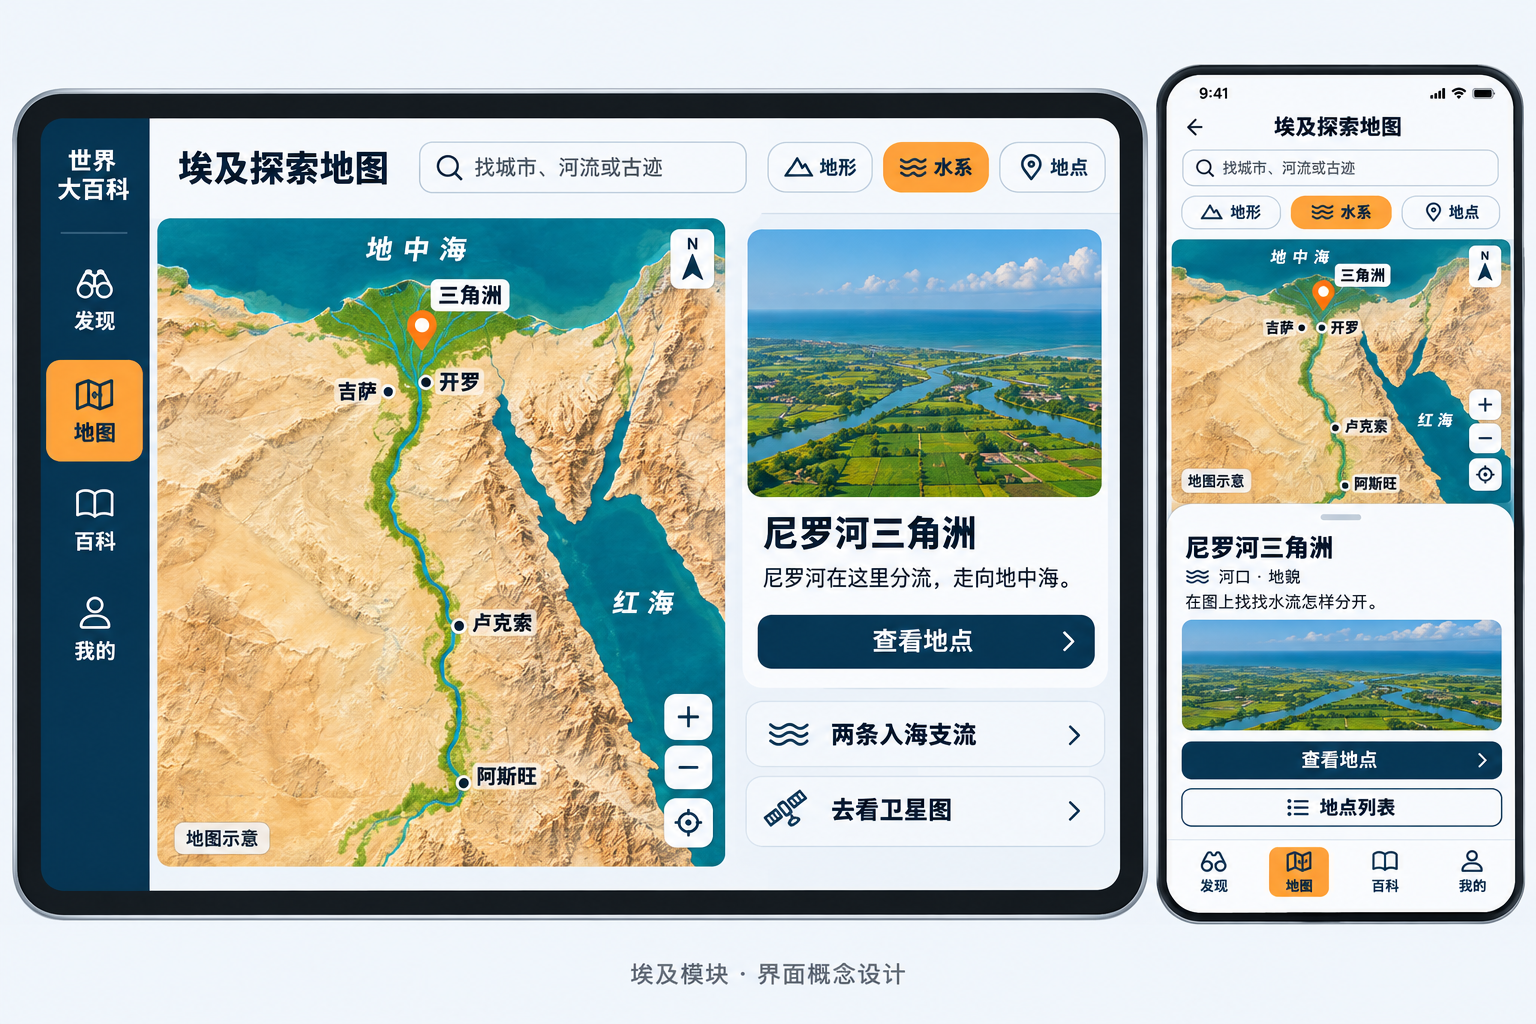 世界
大百科
发现
地图
百科
我的
埃及探索地图
找城市、河流或古迹
地形
水系
地点
地中海
N
三角洲
吉萨
开罗
红海
卢克索
阿斯旺
地图示意
尼罗河三角洲
尼罗河在这里分流，走向地中海。
查看地点
两条入海支流
去看卫星图
9:41
埃及探索地图
找城市、河流或古迹
地形
水系
地点
地中海
N
三角洲
吉萨
开罗
红海
卢克索
阿斯旺
地图示意
尼罗河三角洲
河口 · 地貌
在图上找找水流怎样分开。
查看地点
地点列表
发现
地图
百科
我的
埃及模块 · 界面概念设计